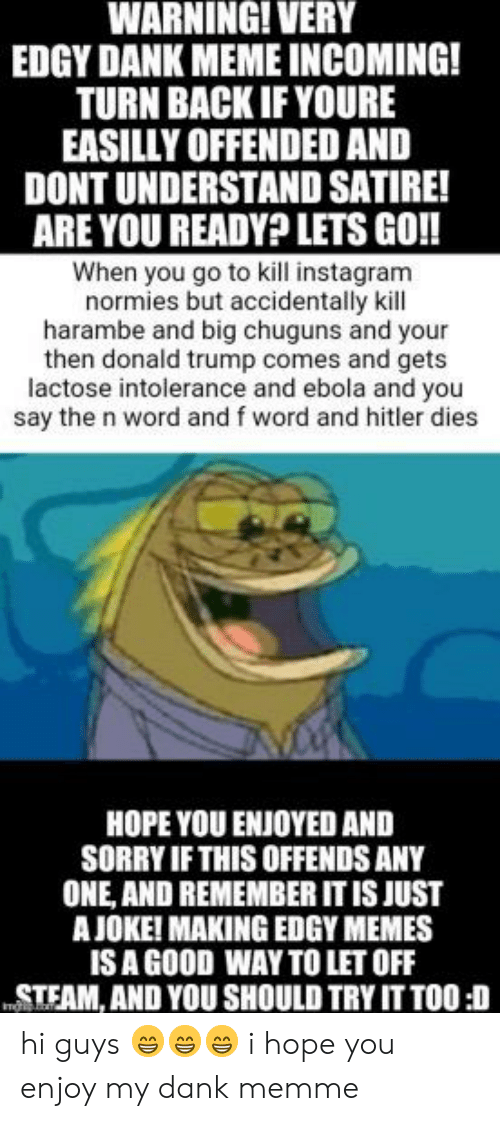 WARNING! VERY
EDGY DANK MEME INCOMING!
TURN BACK IF YOURE
EASILLY OFFENDED AND
DONT UNDERSTAND SATIRE!
ARE YOU READY? LETS GO!!
When you go to kill instagram
normies but accidentally kill
harambe and big chuguns and your
then donald trump comes and gets
lactose intolerance and ebola and you
say the n word and f word and hitler dies
HOPE YOU ENJOYED AND
SORRY IF THIS OFFENDS ANY
ONE, AND REMEMBER IT IS JUST
A JOKE! MAKING EDGY MEMES
IS A GOOD WAY TO LET OFF
STEAM, AND YOU SHOULD TRY IT TOO :D
hi guys 😁😁😁 i hope you
enjoy my dank memme